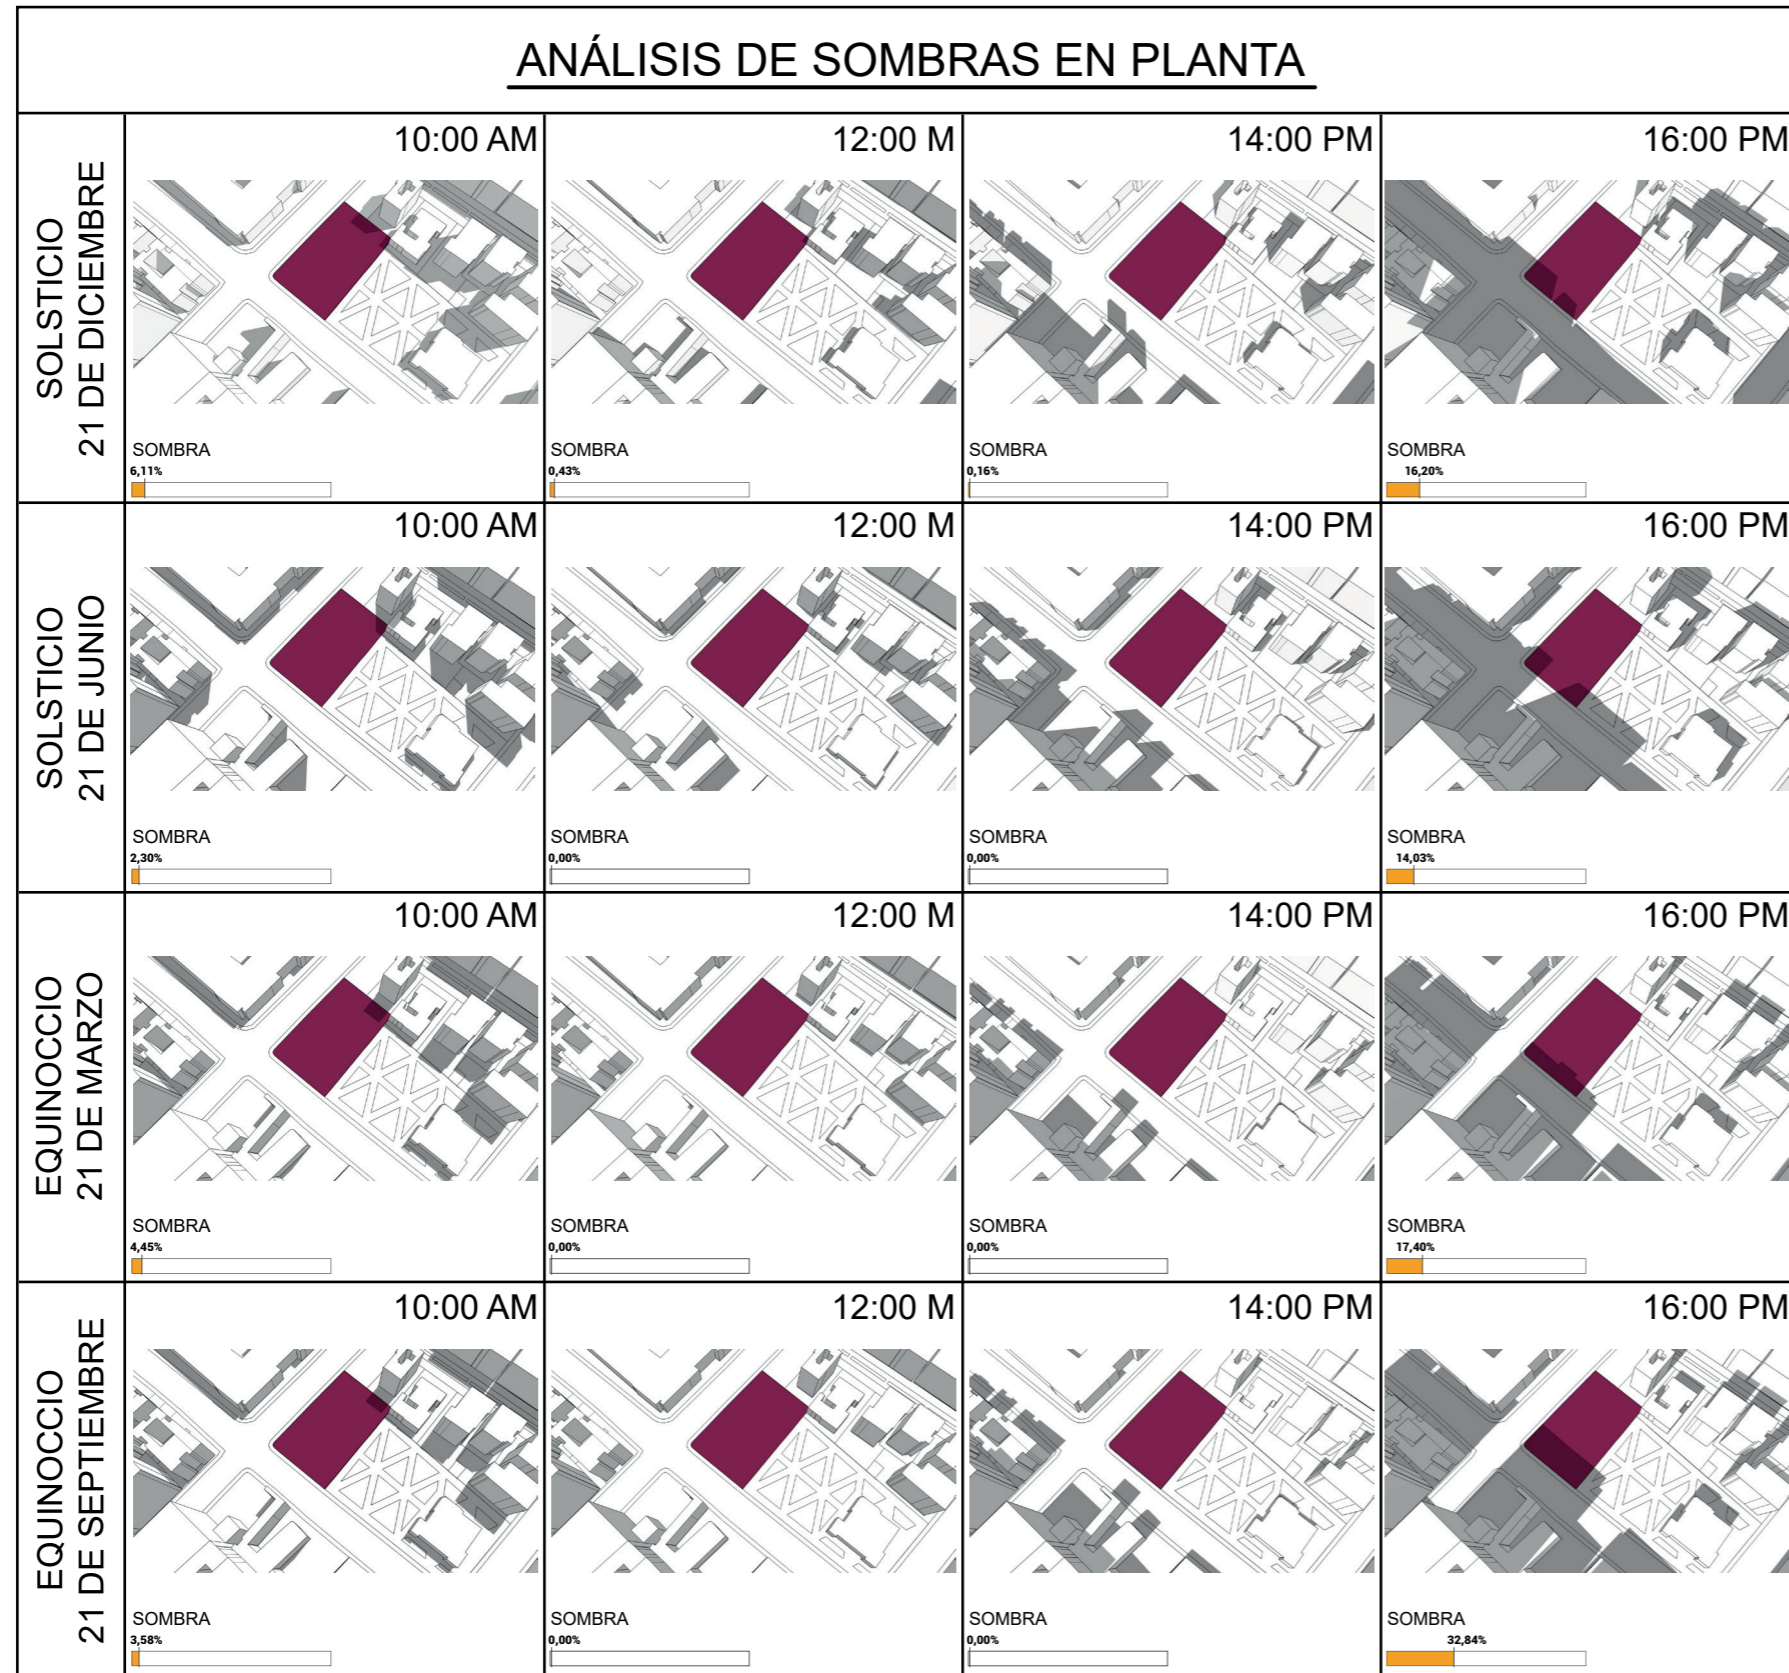 ANÁLISIS DE SOMBRAS EN PLANTA
SOLSTICIO
21 DE DICIEMBRE
10:00 AM
SOMBRA
6,11%
12:00 M
SOMBRA
0,43%
14:00 PM
SOMBRA
0,16%
16:00 PM
SOMBRA
16,20%
SOLSTICIO
21 DE JUNIO
10:00 AM
SOMBRA
2,30%
12:00 M
SOMBRA
0,00%
14:00 PM
SOMBRA
0,00%
16:00 PM
SOMBRA
14,03%
EQUINOCCIO
21 DE MARZO
10:00 AM
SOMBRA
4,45%
12:00 M
SOMBRA
0,00%
14:00 PM
SOMBRA
0,00%
16:00 PM
SOMBRA
17,40%
EQUINOCCIO
21 DE SEPTIEMBRE
10:00 AM
SOMBRA
3,58%
12:00 M
SOMBRA
0,00%
14:00 PM
SOMBRA
0,00%
16:00 PM
SOMBRA
32,84%